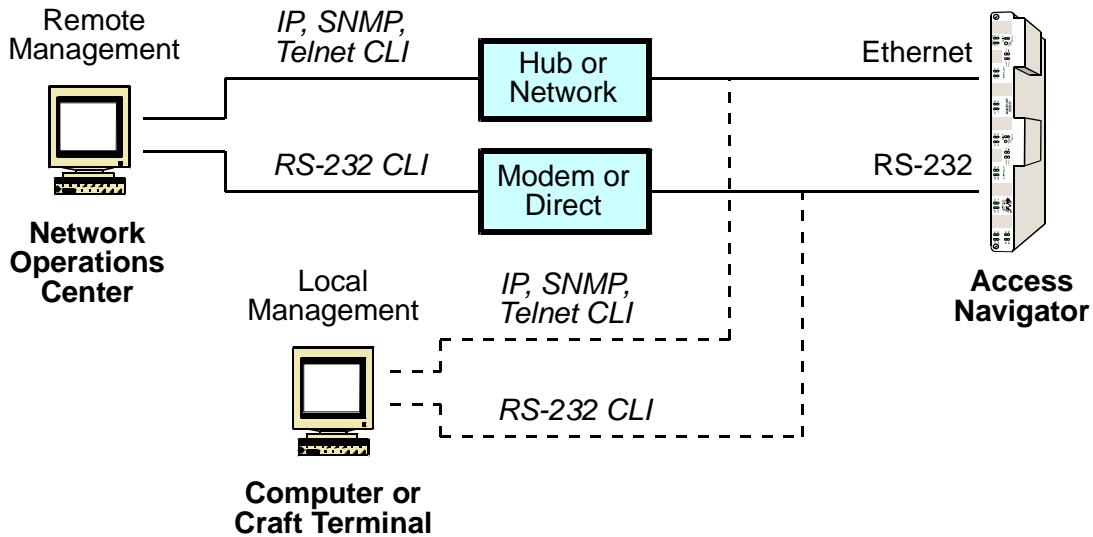 Remote
Management
IP, SNMP,
Telnet CLI
Hub or
Network
Ethernet
RS-232 CLI
Modem or
Direct
RS-232
Network
Operations
Center
Local
Management
IP, SNMP,
Telnet CLI
Access
Navigator
RS-232 CLI
Computer or
Craft Terminal